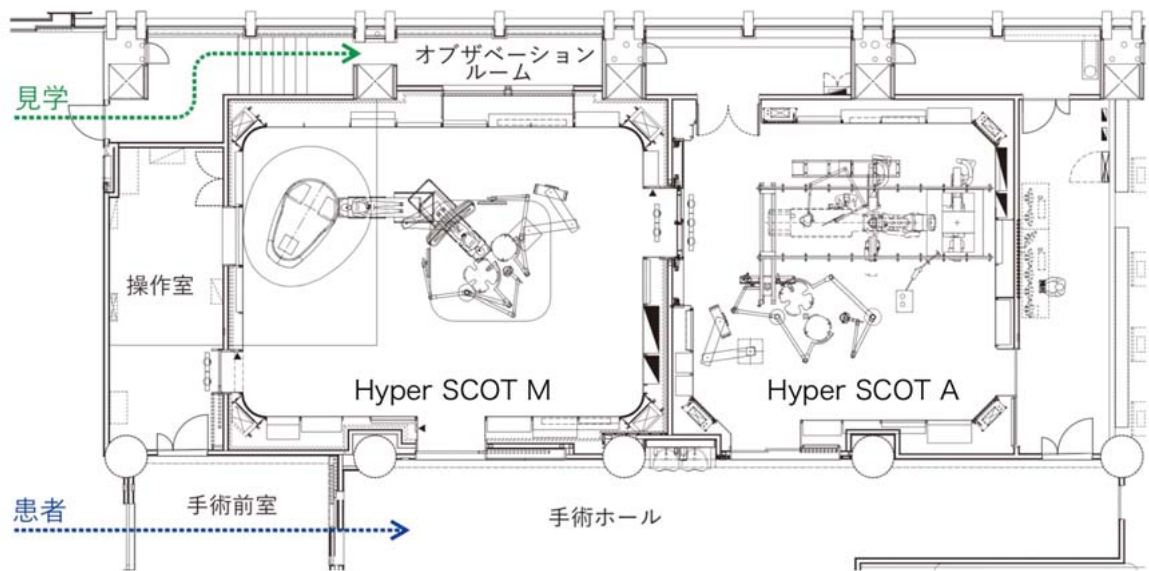 オブザベーション
ルーム
見学
操作室
Hyper SCOT M
Hyper SCOT A
患者
手術前室
手術ホール